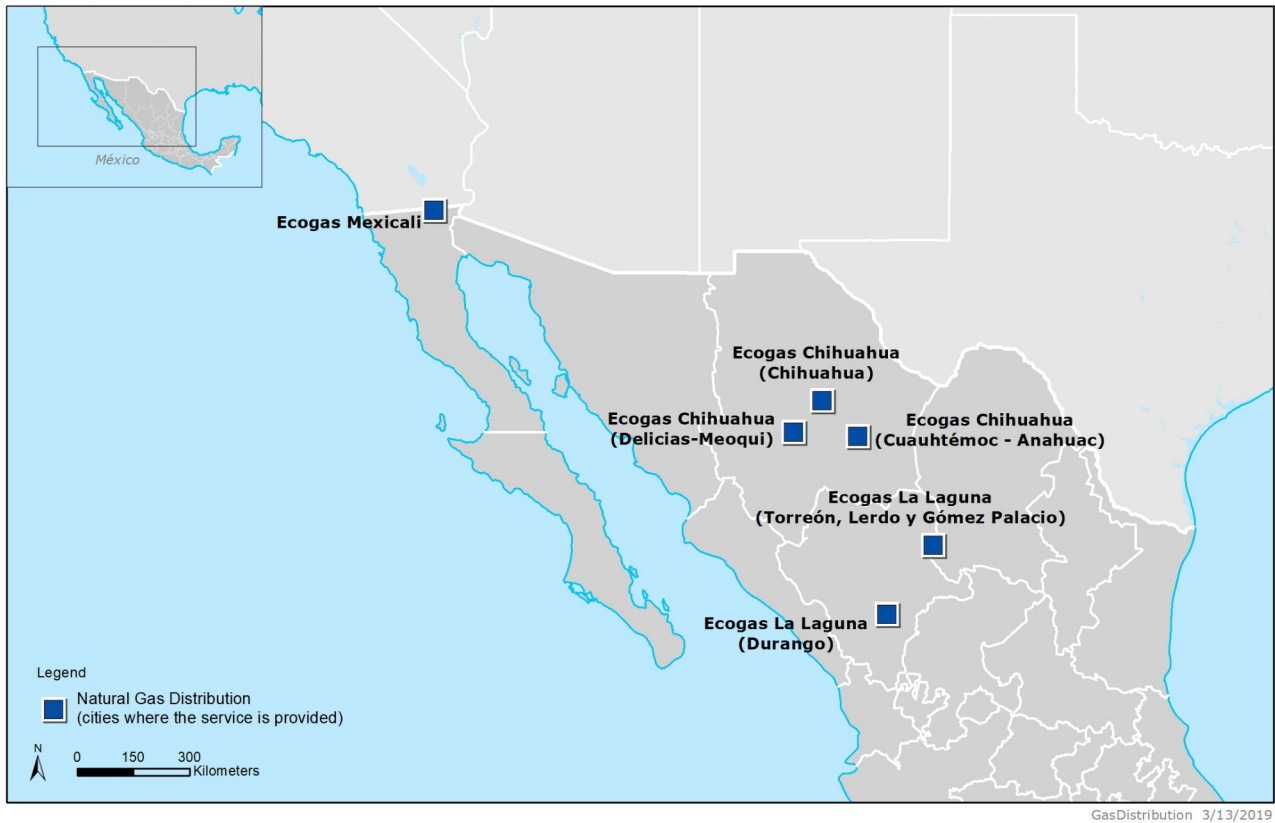 México
Ecogas Mexicali
Ecogas Chihuahua
(Chihuahua)
Ecogas Chihuahua
(Delicias-Meoqui)
Ecogas Chihuahua
(Cuauhtémoc - Anahuac)
Ecogas La Laguna
(Torreón, Lerdo y Gómez Palacio)
Ecogas La Laguna
(Durango)
Legend
Natural Gas Distribution
(cities where the service is provided)
N
0 150 300
Kilometers
GasDistribution 3/13/2019